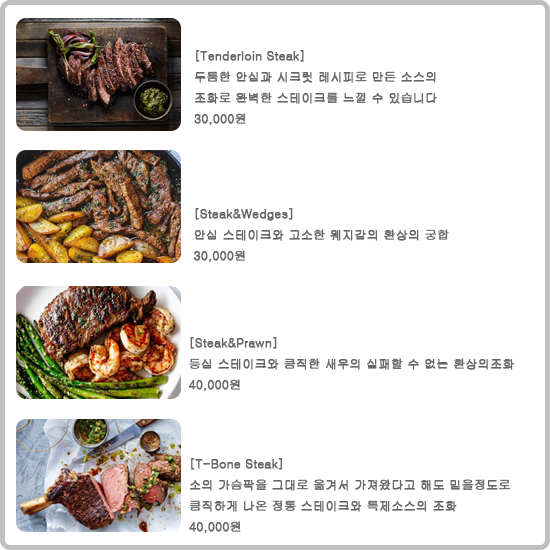 [Tenderloin Steak]
두툼한 안심과 시크릿 레시피로 만든 소스의
조화로 완벽한 스테이크를 느낄 수 있습니다
30,000원
[Steak&Wedges]
안심 스테이크와 고소한 웨지감의 환상의 궁합
30,000원
[Steak&Prawn]
등심 스테이크와 큼직한 새우의 실패할 수 없는 환상의조화
40,000원
[T-Bone Steak]
소의 가슴팍을 그대로 옮겨서 가져왔다고 해도 믿을정도로
큼직하게 나온 정통 스테이크와 특제소스의 조화
40,000원